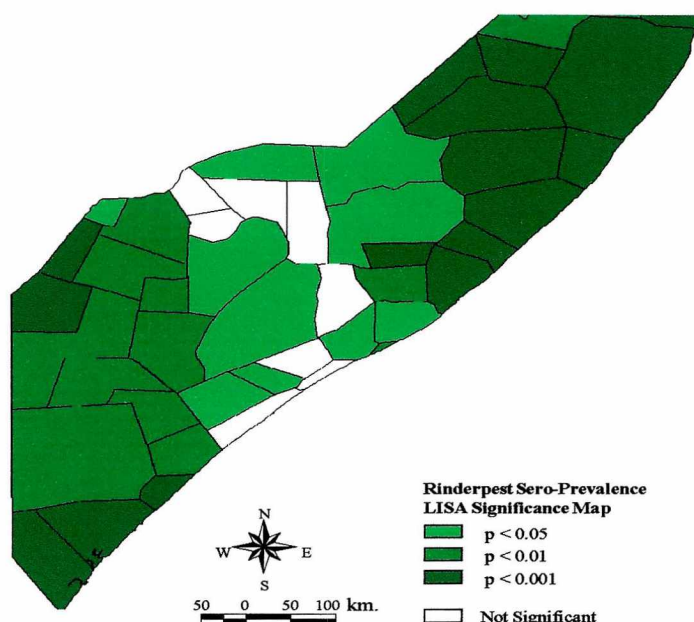 Rinderpest Sero-Prevalence
LISA Significance Map
p < 0.05
p < 0.01
p < 0.001
Not Significant
N
W E
S
50 0 50 100 km.